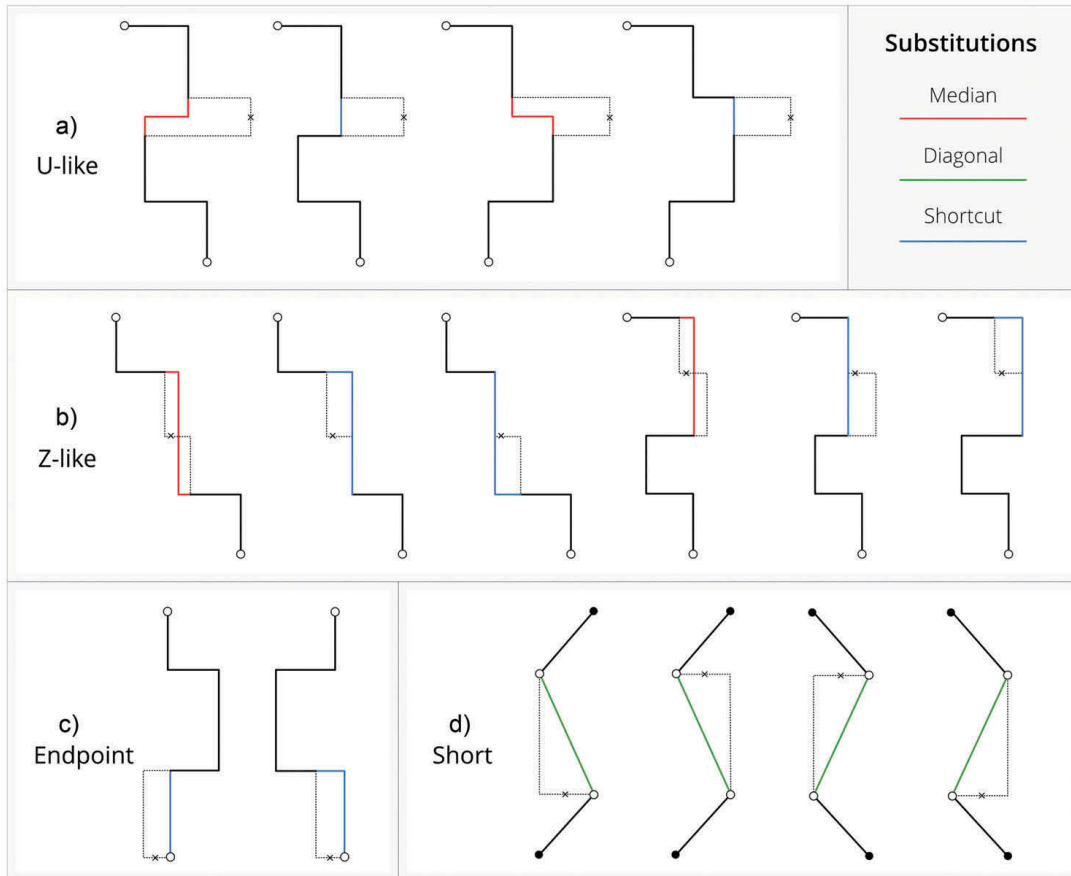 a)
U-like
Substitutions
Median
Diagonal
Shortcut
b)
Z-like
c)
Endpoint
d)
Short